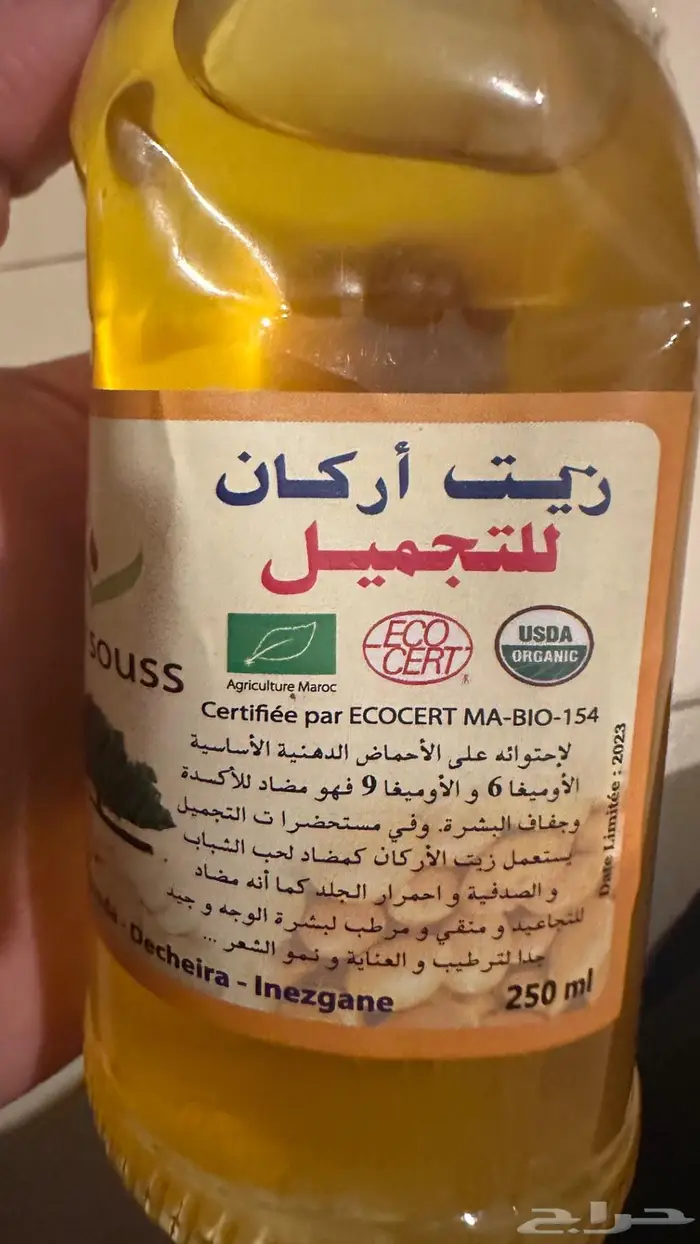 زيت أركان
للتجميل
souss
Agriculture Maroc
ECO
CERT
USDA
ORGANIC
Certifiée par ECOCERT MA-BIO-154
لإحتوائه على الأحماض الدهنية الأساسية
الأوميغا 6 و الأوميغا 9 فهو مضاد للأكسدة
وجفاف البشرة. وفي مستحضرا ت التجميل
يستعمل زيت الأركان كمضاد لحب الشباب
و الصدفية و احمرار الجلد كما أنه مضاد
للتجاعيد و منقي و مرطب لبشرة الوجه و جيد
جدا لترطيب و العناية و نمو الشعر ...
Date Limitée : 2023
- Decheira - Inezgane
250 ml
حراج